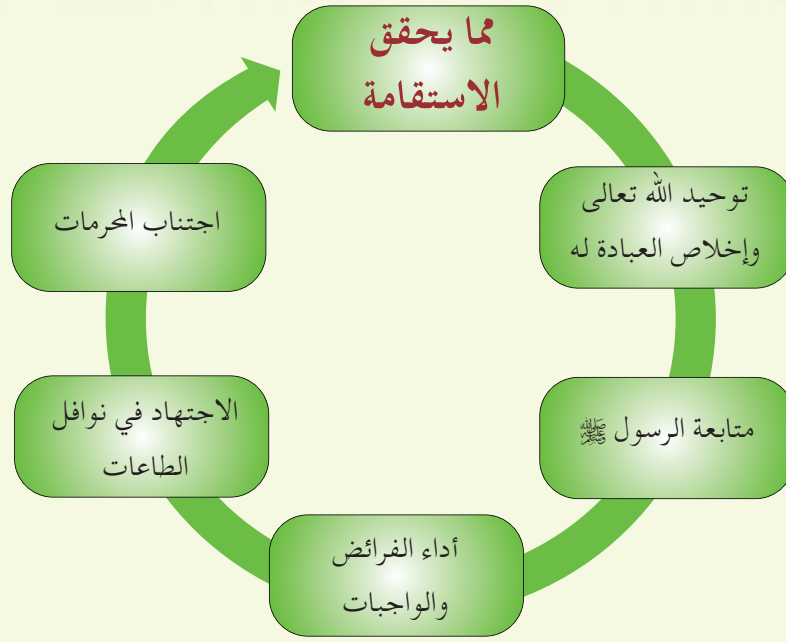 مما يحقق
الاستقامة
توحيد الله تعالى
وإخلاص العبادة له
متابعة الرسول ﷺ
أداء الفرائض
والواجبات
الاجتهاد في نوافل
الطاعات
اجتناب المحرمات